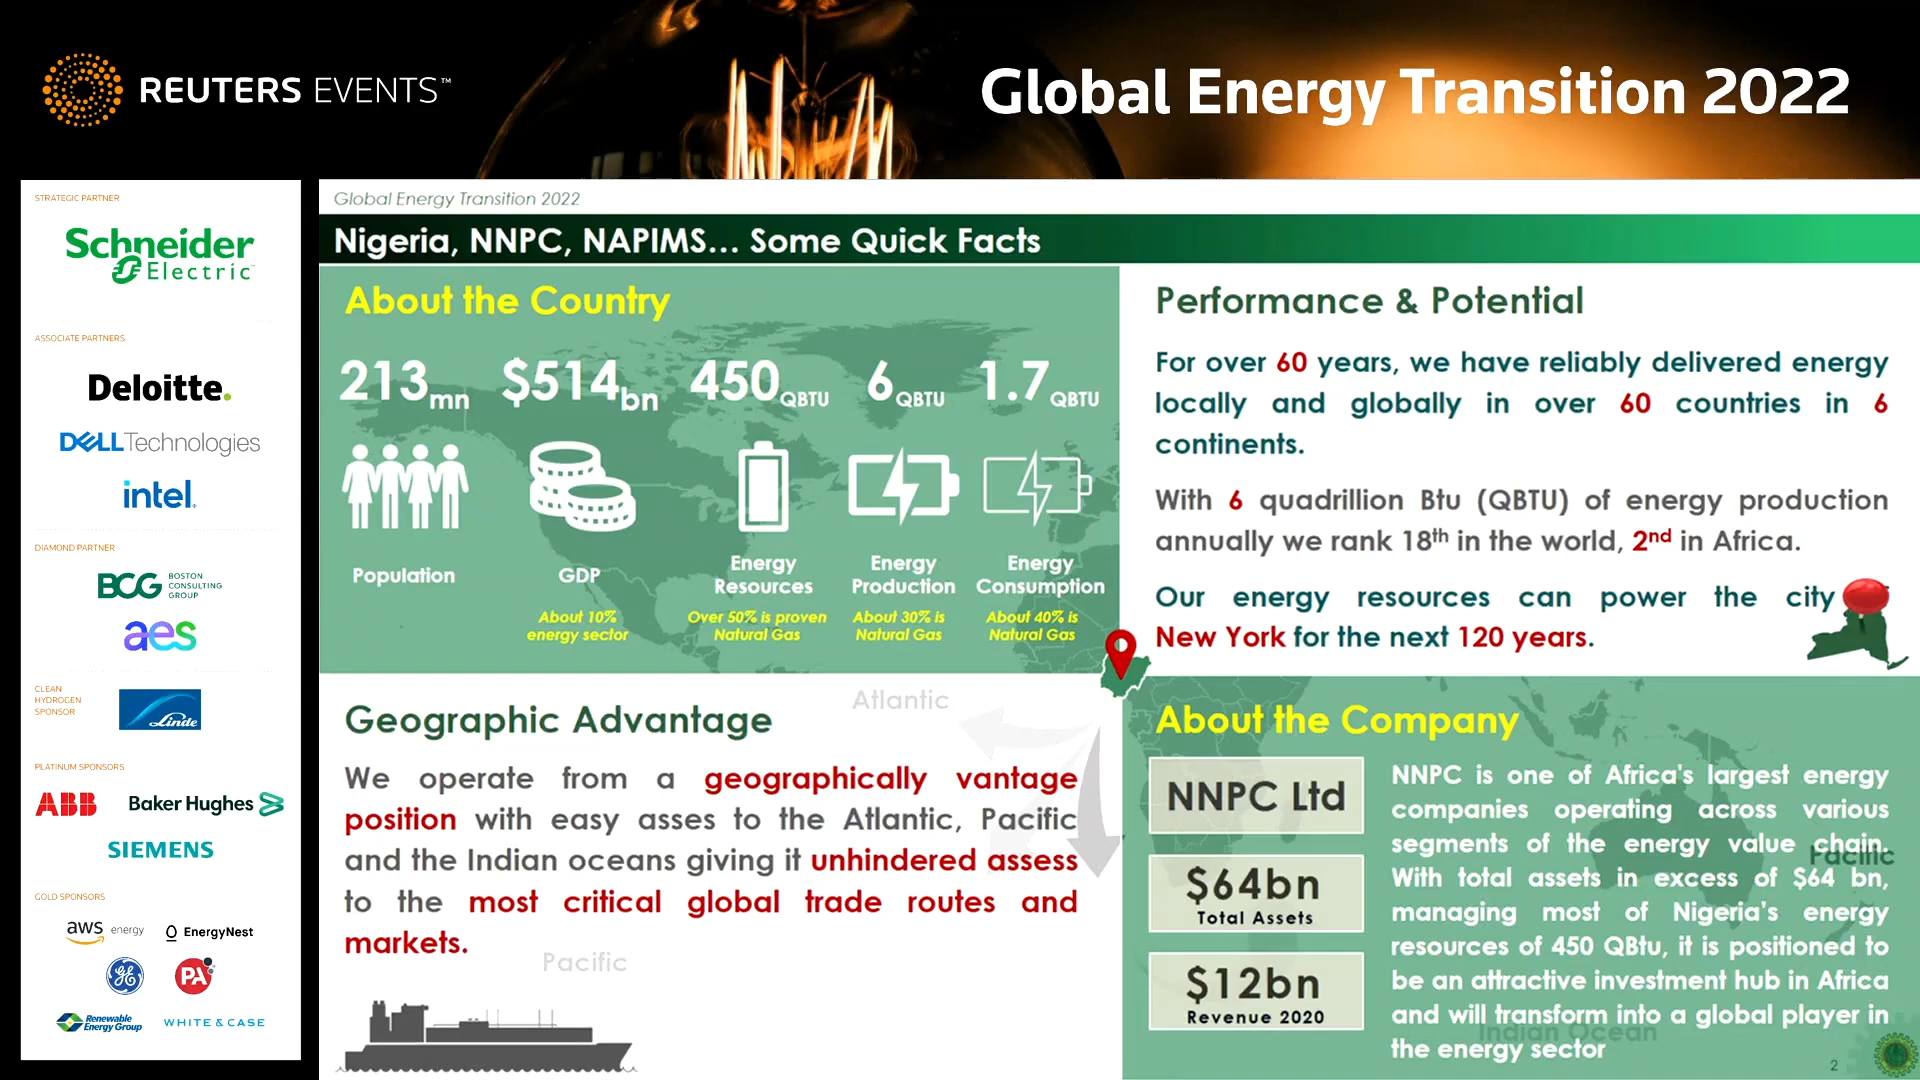 REUTERS EVENTS™
Global Energy Transition 2022
STRATEGIC PARTNER
Schneider
Electric
ASSOCIATE PARTNERS
Deloitte.
DELL Technologies
intel.
DIAMOND PARTNER
BCG BOSTON
CONSULTING
GROUP
aes
CLEAN
HYDROGEN
SPONSOR
Linde
PLATINUM SPONSORS
ABB Baker Hughes
SIEMENS
GOLD SPONSORS
aws energy EnergyNest
GE PA
Renewable
Energy Group
WHITE & CASE
Global Energy Transition 2022
Nigeria, NNPC, NAPIMS... Some Quick Facts
About the Country
213mn $514bn 450QBTU 6QBTU 1.7QBTU
Population
GDP
About 10%
energy sector
Energy
Resources
Over 50% is proven
Natural Gas
Energy
Production
About 30% is
Natural Gas
Energy
Consumption
About 40% is
Natural Gas
Performance & Potential
For over 60 years, we have reliably delivered energy
locally and globally in over 60 countries in 6
continents.
With 6 quadrillion Btu (QBTU) of energy production
annually we rank 18th in the world, 2nd in Africa.
Our energy resources can power the city
New York for the next 120 years.
Geographic Advantage
Atlantic
We operate from a geographically vantage
position with easy asses to the Atlantic, Pacific
and the Indian oceans giving it unhindered assess
to the most critical global trade routes and
markets.
Pacific
About the Company
NNPC Ltd
$64bn
Total Assets
$12bn
Revenue 2020
NNPC is one of Africa's largest energy
companies operating across various
segments of the energy value chain.
With total assets in excess of $64 bn,
managing most of Nigeria's energy
resources of 450 QBtu, it is positioned to
be an attractive investment hub in Africa
and will transform into a global player in
the energy sector
Pacific
Indian Ocean
2